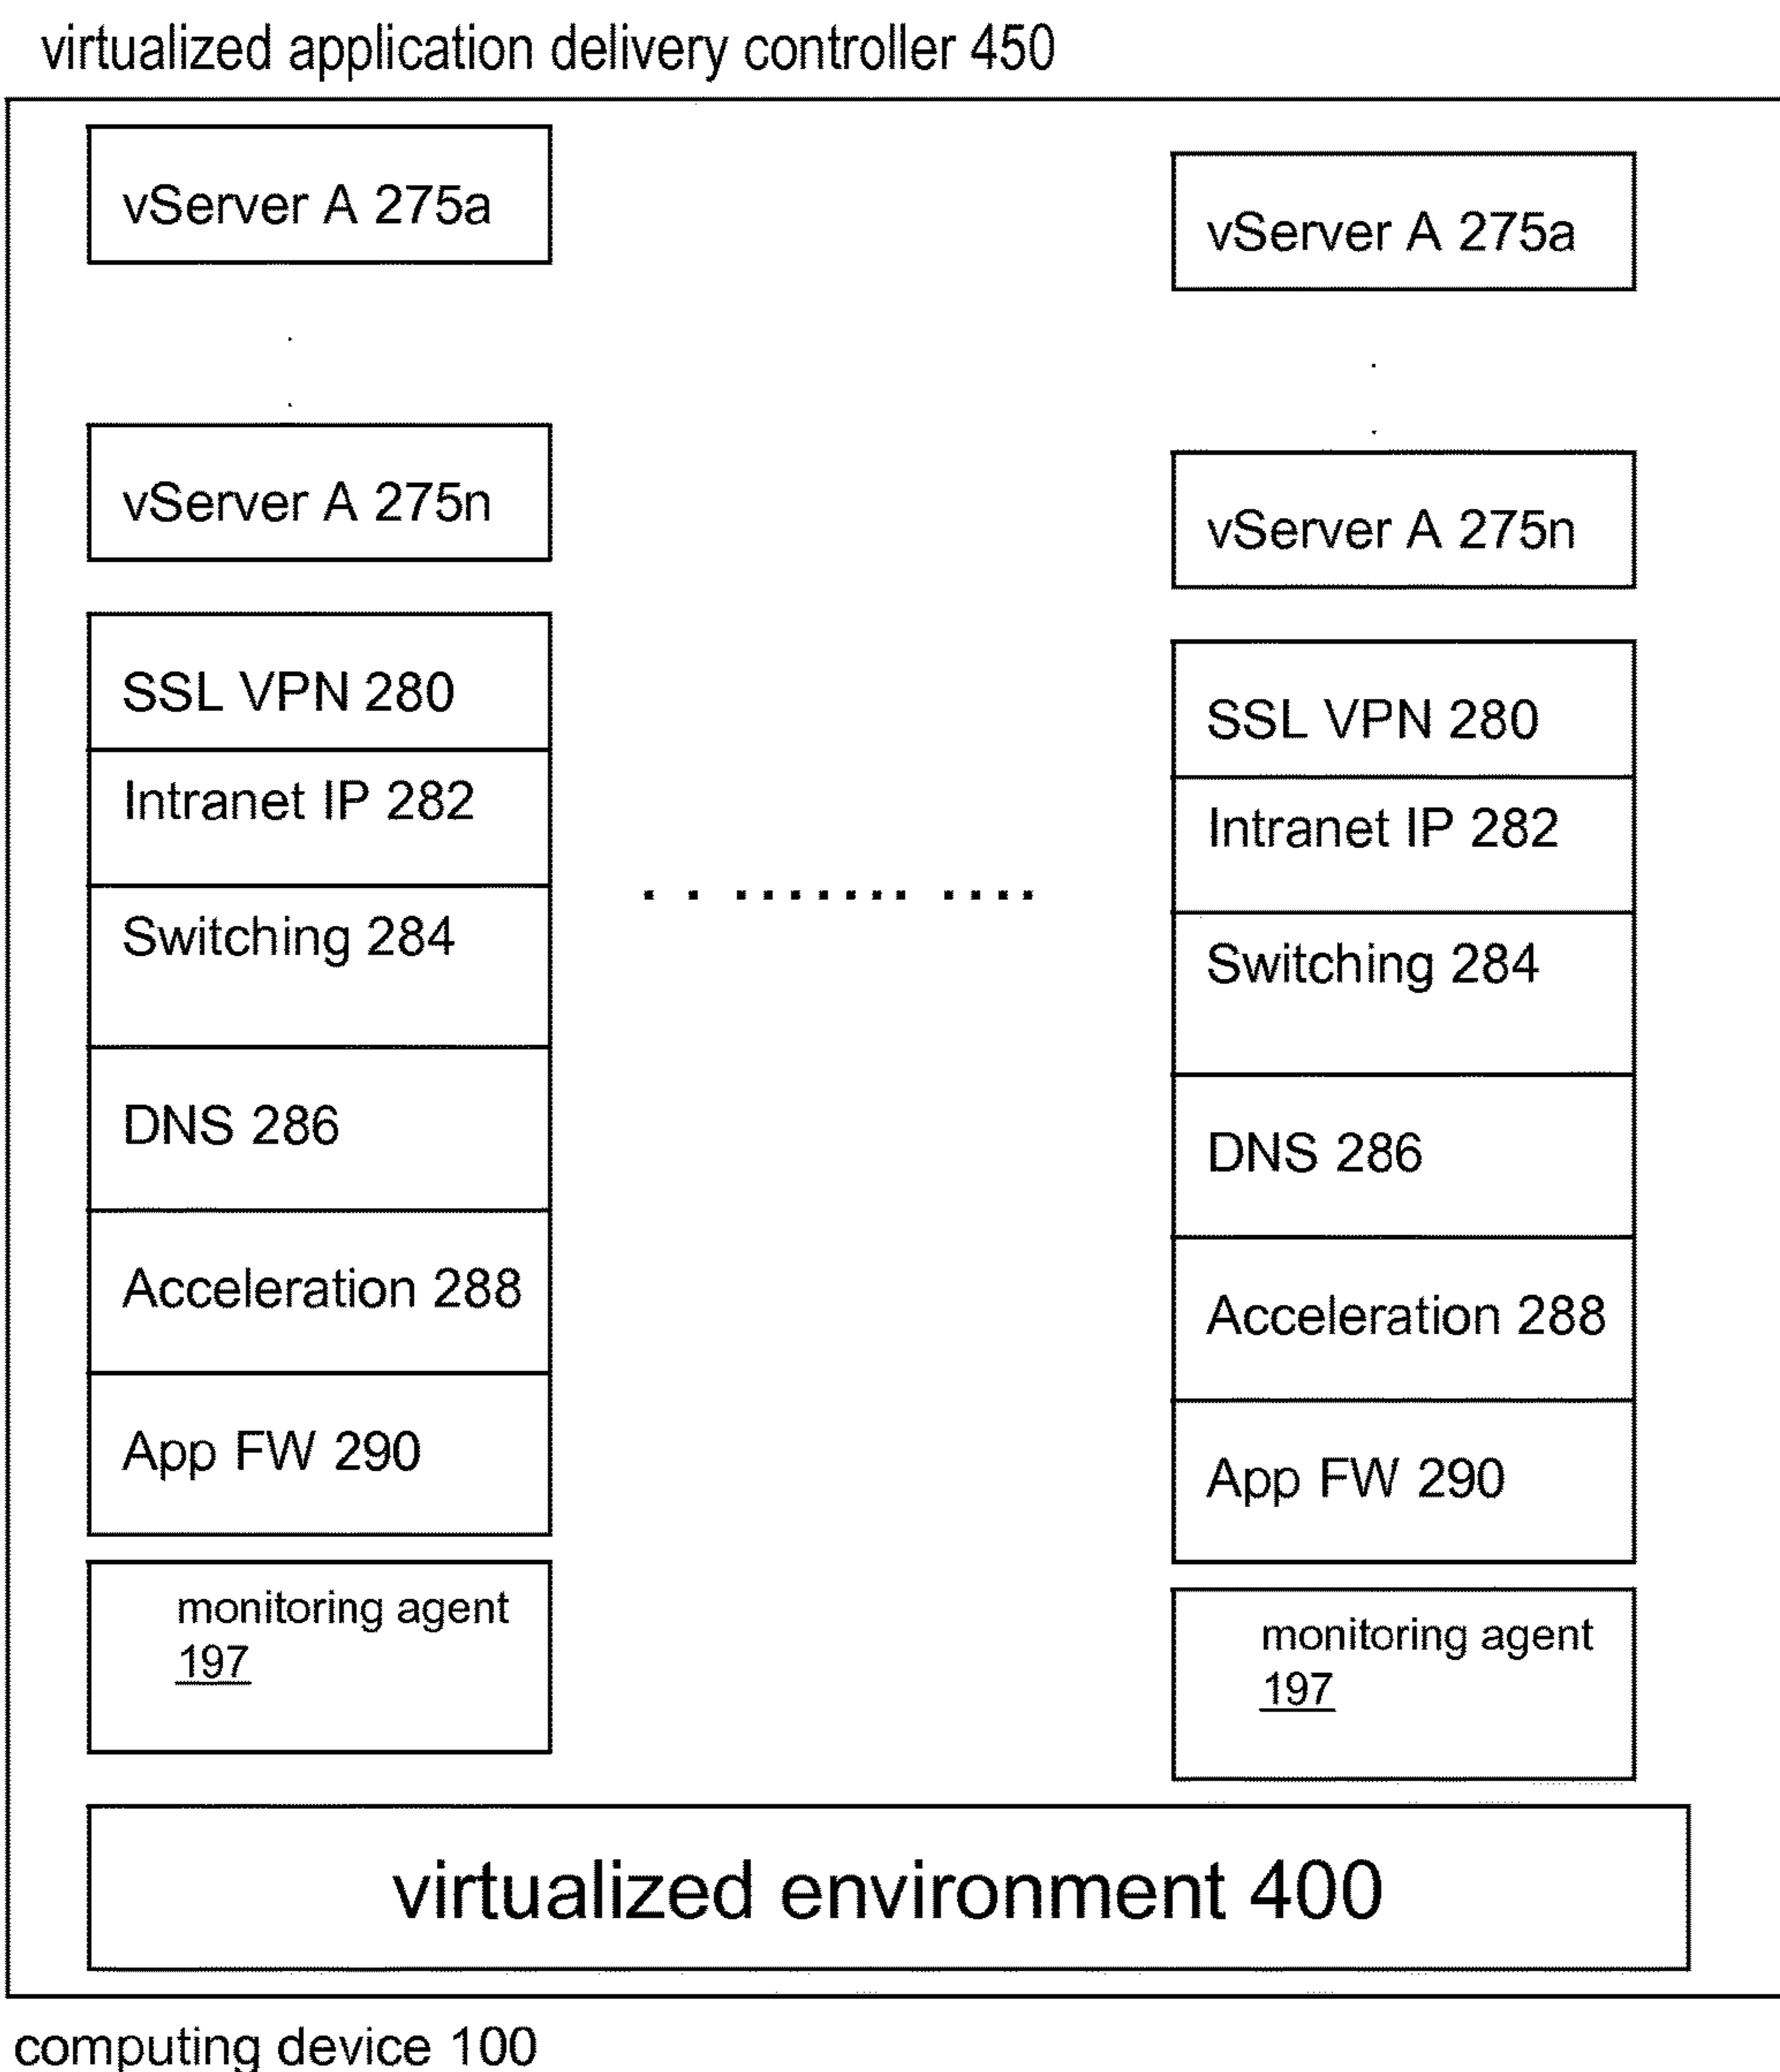 virtualized application delivery controller 450
vServer A 275a
vServer A 275n
SSL VPN 280
Intranet IP 282
Switching 284
DNS 286
Acceleration 288
App FW 290
monitoring agent
197
vServer A 275a
vServer A 275n
SSL VPN 280
Intranet IP 282
Switching 284
DNS 286
Acceleration 288
App FW 290
monitoring agent
197
virtualized environment 400
computing device 100